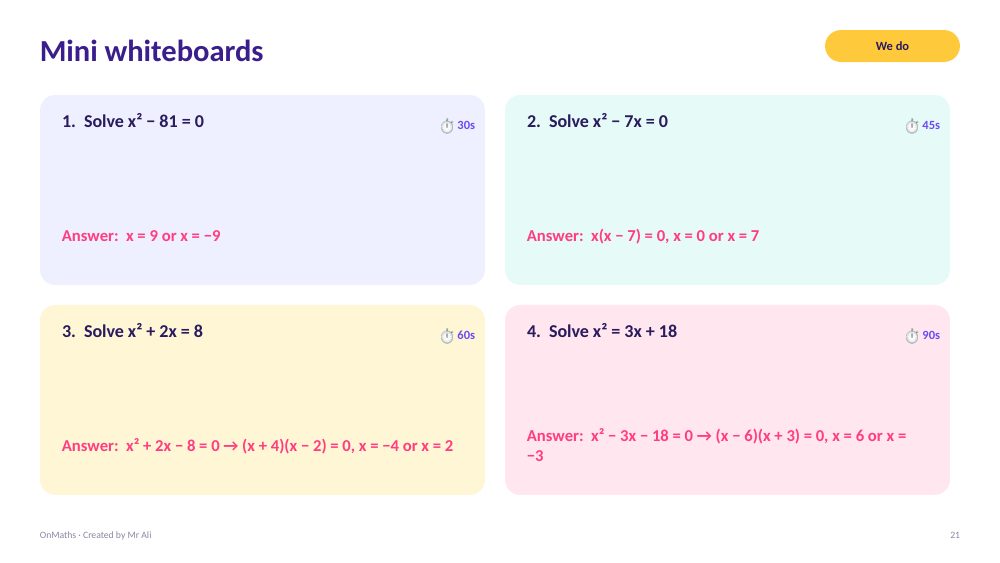 Mini whiteboards
We do
1. Solve x² − 81 = 0
⏱ 30s
Answer: x = 9 or x = −9
2. Solve x² − 7x = 0
⏱ 45s
Answer: x(x − 7) = 0, x = 0 or x = 7
3. Solve x² + 2x = 8
⏱ 60s
Answer: x² + 2x − 8 = 0 → (x + 4)(x − 2) = 0, x = −4 or x = 2
4. Solve x² = 3x + 18
⏱ 90s
Answer: x² − 3x − 18 = 0 → (x − 6)(x + 3) = 0, x = 6 or x =
−3
OnMaths · Created by Mr Ali
21